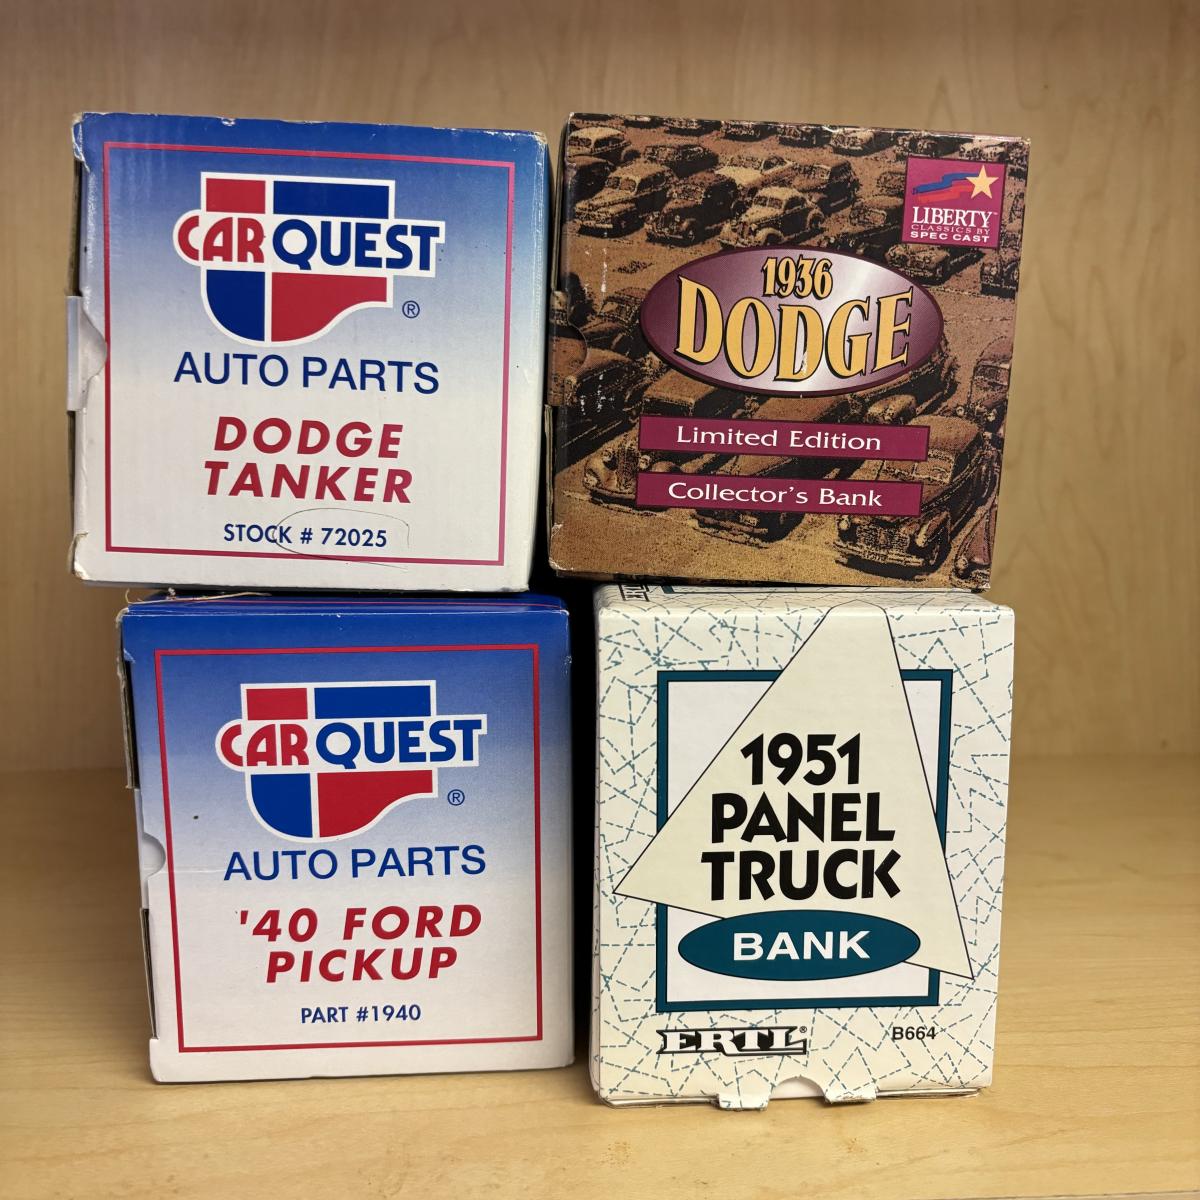 CARQUEST
®
AUTO PARTS
DODGE
TANKER
STOCK # 72025
LIBERTY™
CLASSICS BY
SPEC CAST
1936
DODGE
Limited Edition
Collector's Bank
CARQUEST
®
AUTO PARTS
'40 FORD
PICKUP
PART #1940
1951
PANEL
TRUCK
BANK
ERTL®
B664